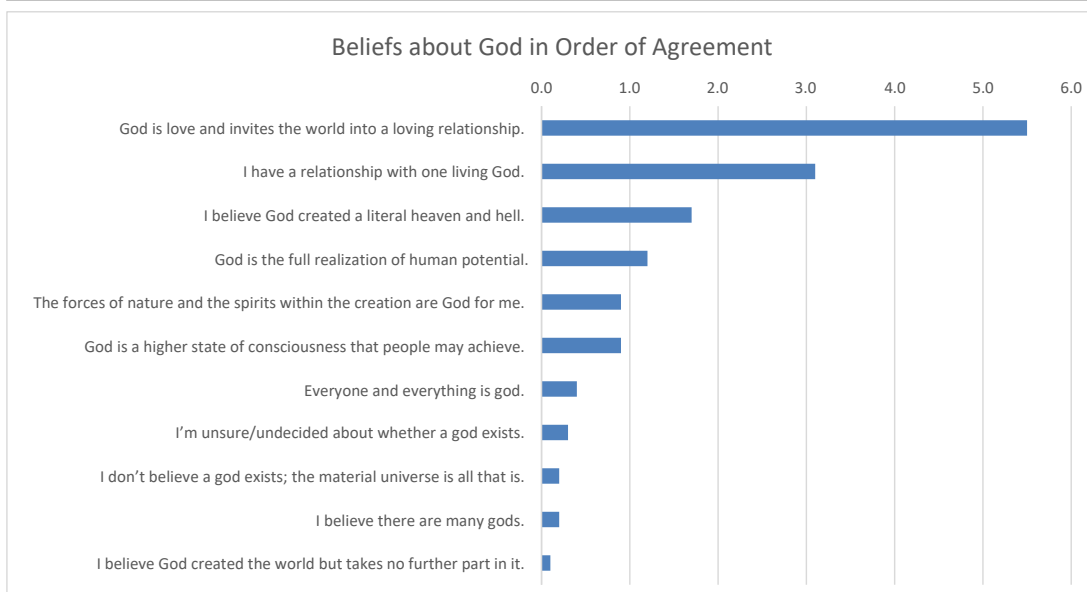 Beliefs about God in Order of Agreement
0.0 1.0 2.0 3.0 4.0 5.0 6.0
God is love and invites the world into a loving relationship.
I have a relationship with one living God.
I believe God created a literal heaven and hell.
God is the full realization of human potential.
The forces of nature and the spirits within the creation are God for me.
God is a higher state of consciousness that people may achieve.
Everyone and everything is god.
I’m unsure/undecided about whether a god exists.
I don’t believe a god exists; the material universe is all that is.
I believe there are many gods.
I believe God created the world but takes no further part in it.